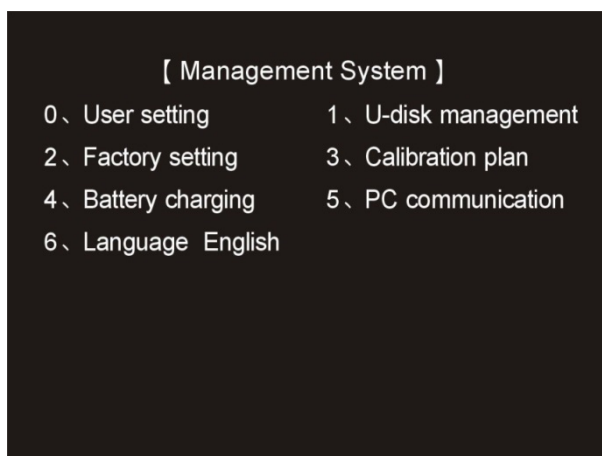 【 Management System 】
0、User setting 1、U-disk management
2、Factory setting 3、Calibration plan
4、Battery charging 5、PC communication
6、Language English